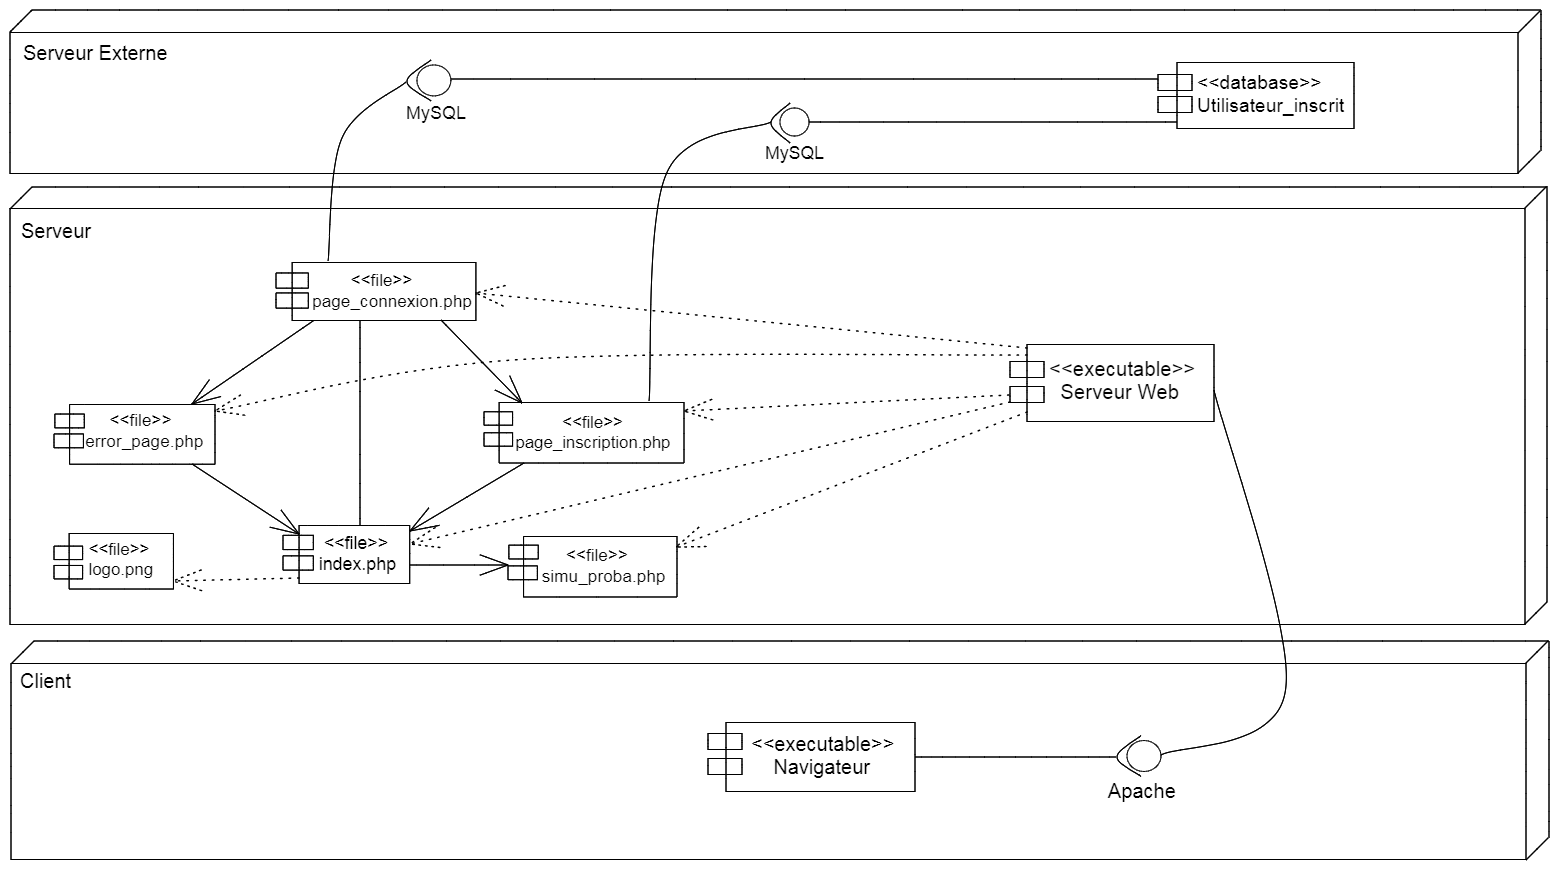 Serveur Externe
MySQL
MySQL
<<database>>
Utilisateur_inscrit
Serveur
<<file>>
page_connexion.php
<<executable>>
Serveur Web
<<file>>
error_page.php
<<file>>
page_inscription.php
<<file>>
logo.png
<<file>>
index.php
<<file>>
simu_proba.php
Client
<<executable>>
Navigateur
Apache